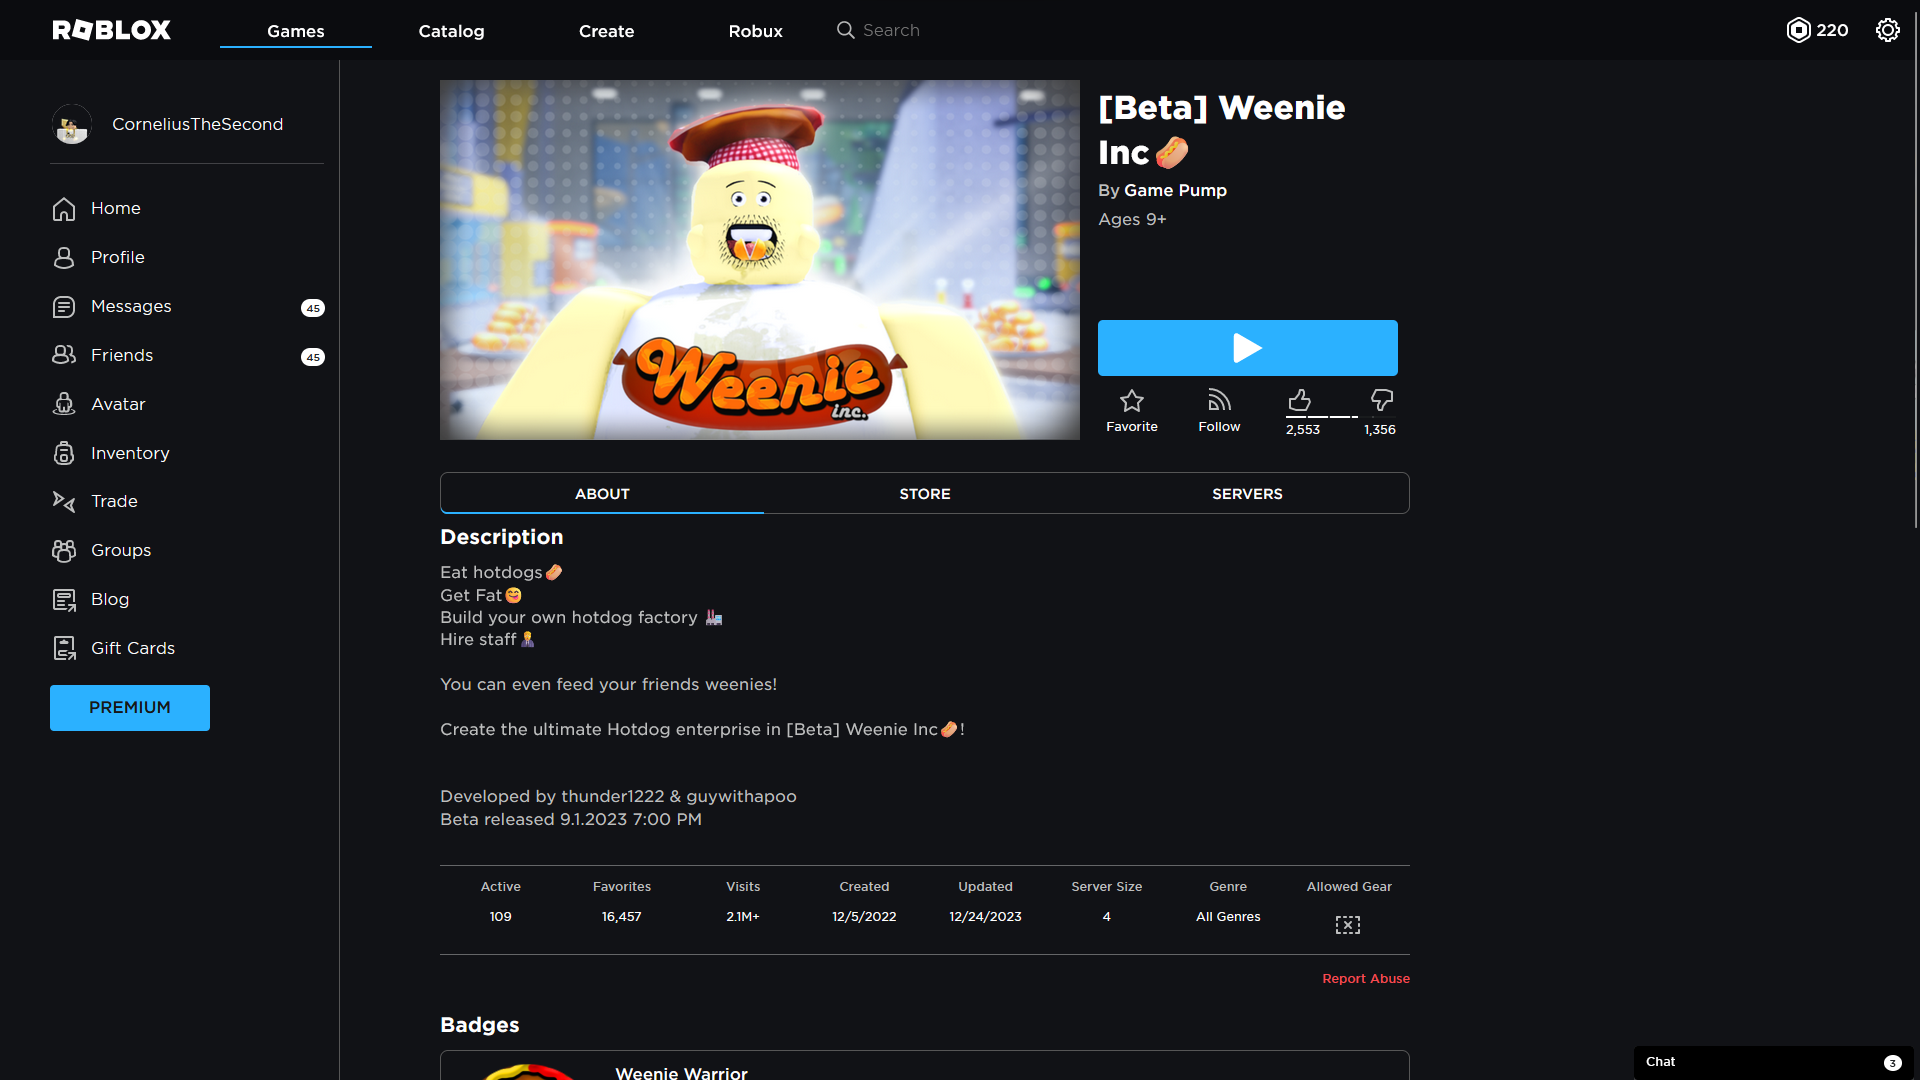 ROBLOX
Games
Catalog
Create
Robux
Search
220
CorneliusTheSecond
Home
Profile
Messages
45
Friends
45
Avatar
Inventory
Trade
Groups
Blog
Gift Cards
PREMIUM
Weenie
inc.
[Beta] Weenie
Inc🌭
By Game Pump
Ages 9+
Favorite
Follow
2,553
1,356
ABOUT
STORE
SERVERS
Description
Eat hotdogs🌭
Get Fat😋
Build your own hotdog factory 🏭
Hire staff🤵
You can even feed your friends weenies!
Create the ultimate Hotdog enterprise in [Beta] Weenie Inc🌭!
Developed by thunder1222 & guywithapoo
Beta released 9.1.2023 7:00 PM
Active
Favorites
Visits
Created
Updated
Server Size
Genre
Allowed Gear
109
16,457
2.1M+
12/5/2022
12/24/2023
4
All Genres
Report Abuse
Badges
Weenie Warrior
Chat
3